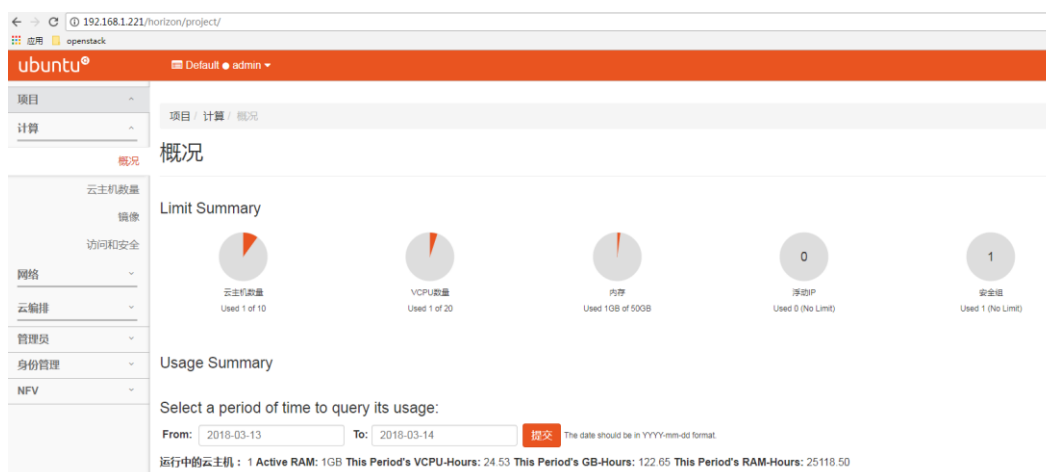 192.168.1.221/horizon/project/
应用 openstack
ubuntu Default admin
项目
计算
概况
云主机数量
镜像
访问和安全
网络
云编排
管理员
身份管理
NFV
项目 / 计算 / 概况
概况
Limit Summary
云主机数量
Used 1 of 10
VCPU数量
Used 1 of 20
内存
Used 1GB of 50GB
0
浮动IP
Used 0 (No Limit)
1
安全组
Used 1 (No Limit)
Usage Summary
Select a period of time to query its usage:
From: 2018-03-13 To: 2018-03-14 提交 The date should be in YYYY-mm-dd format.
运行中的云主机： 1 Active RAM: 1GB This Period's VCPU-Hours: 24.53 This Period's GB-Hours: 122.65 This Period's RAM-Hours: 25118.50